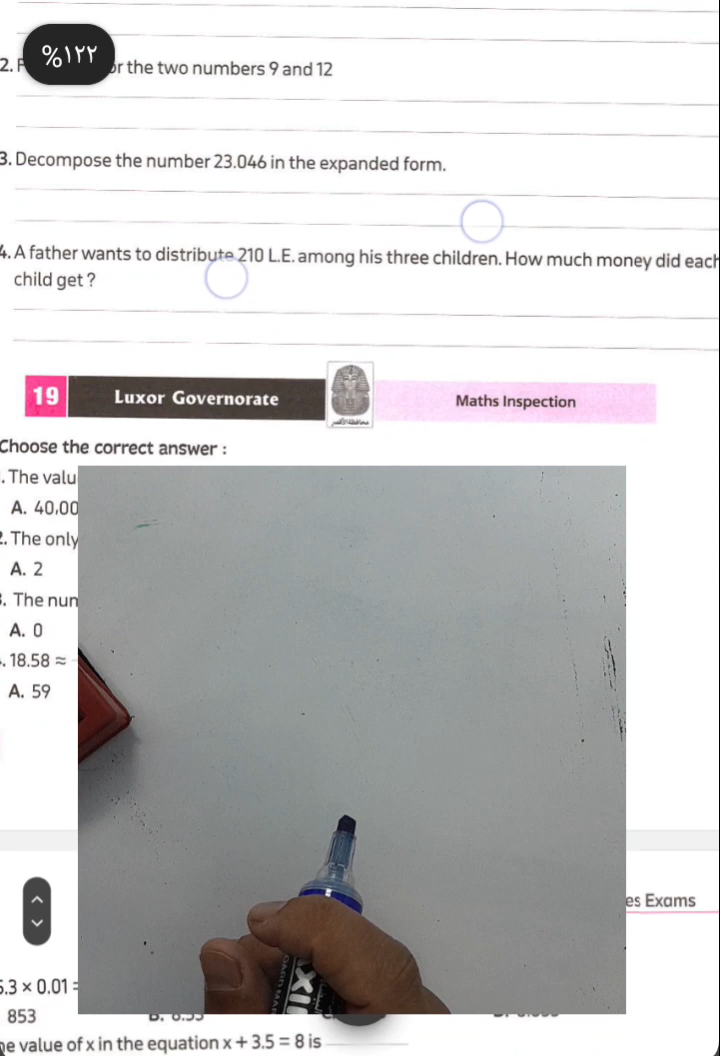 %١٢٢
2. F
or the two numbers 9 and 12
3. Decompose the number 23.046 in the expanded form.
4. A father wants to distribute 210 L.E. among his three children. How much money did each
child get ?
19 Luxor Governorate Maths Inspection
Choose the correct answer :
. The valu
A. 40,00
2. The only
A. 2
3. The num
A. 0
. 18.58 ≈
A. 59
es Exams
5.3 × 0.01 =
853
he value of x in the equation x + 3.5 = 8 is